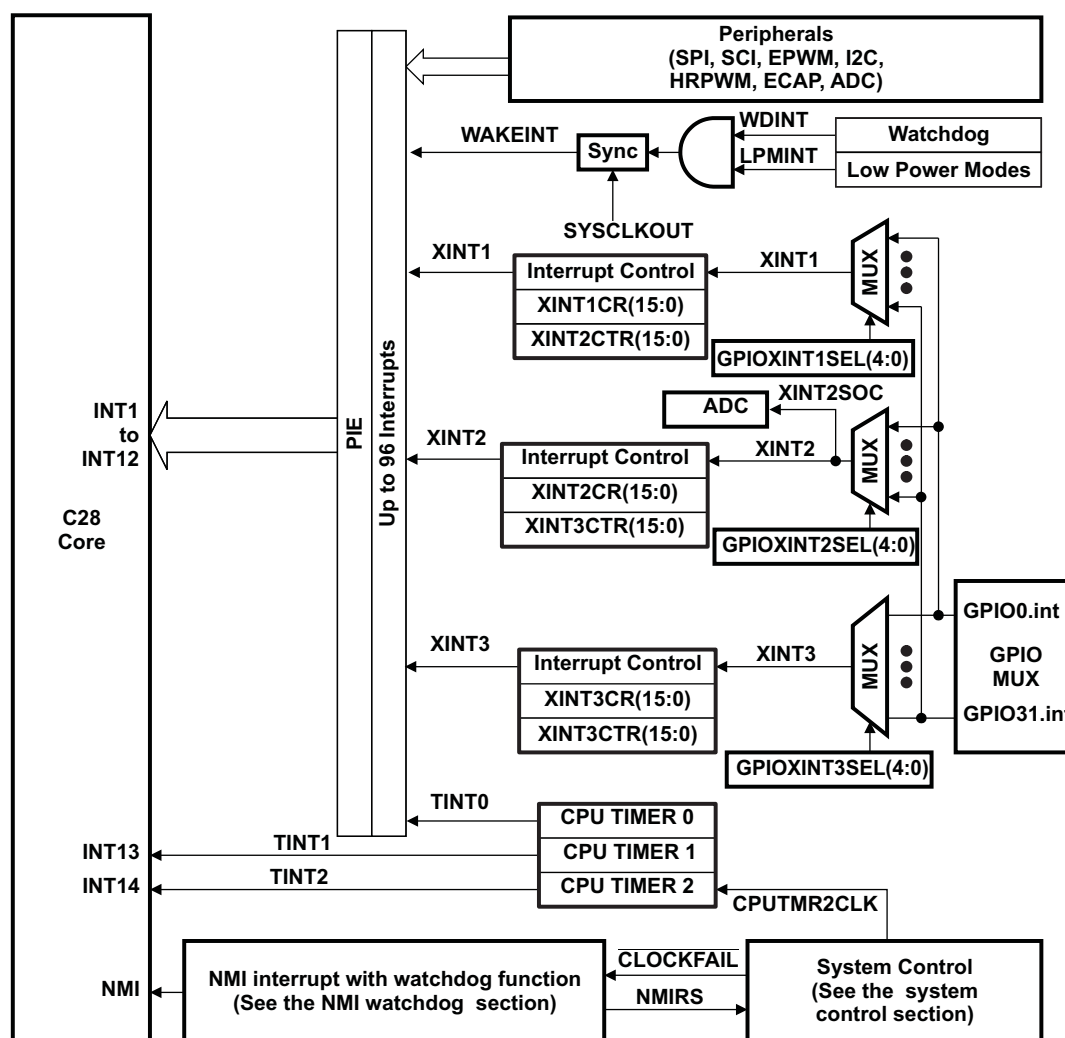 Peripherals
(SPI, SCI, EPWM, I2C,
HRPWM, ECAP, ADC)
WDINT
Watchdog
WAKEINT
Sync
LPMINT
Low Power Modes
SYSCLKOUT
XINT1
Interrupt Control
XINT1
MUX
XINT1CR(15:0)
XINT2CTR(15:0)
GPIOXINT1SEL(4:0)
XINT2SOC
ADC
INT1
to
INT12
PIE
Up to 96 Interrupts
XINT2
Interrupt Control
XINT2
MUX
XINT2CR(15:0)
XINT3CTR(15:0)
C28
Core
GPIOXINT2SEL(4:0)
GPIO0.int
XINT3
Interrupt Control
XINT3
MUX
GPIO
MUX
XINT3CR(15:0)
XINT3CTR(15:0)
GPIO31.int
GPIOXINT3SEL(4:0)
TINT0
CPU TIMER 0
INT13
TINT1
CPU TIMER 1
INT14
TINT2
CPU TIMER 2
CPUTMR2CLK
NMI
NMI interrupt with watchdog function
(See the NMI watchdog section)
CLOCKFAIL
NMIRS
System Control
(See the system
control section)